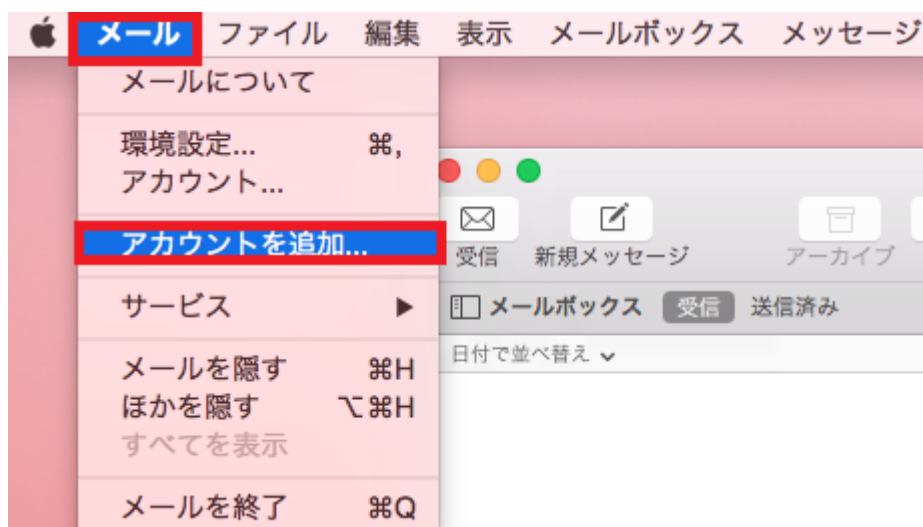 メール ファイル 編集 表示 メールボックス メッセージ
メールについて
環境設定... ⌘,
アカウント...
アカウントを追加...
サービス ▶
メールを隠す ⌘H
ほかを隠す ⌥⌘H
すべてを表示
メールを終了 ⌘Q
受信 新規メッセージ アーカイブ
メールボックス 受信 送信済み
日付で並べ替え